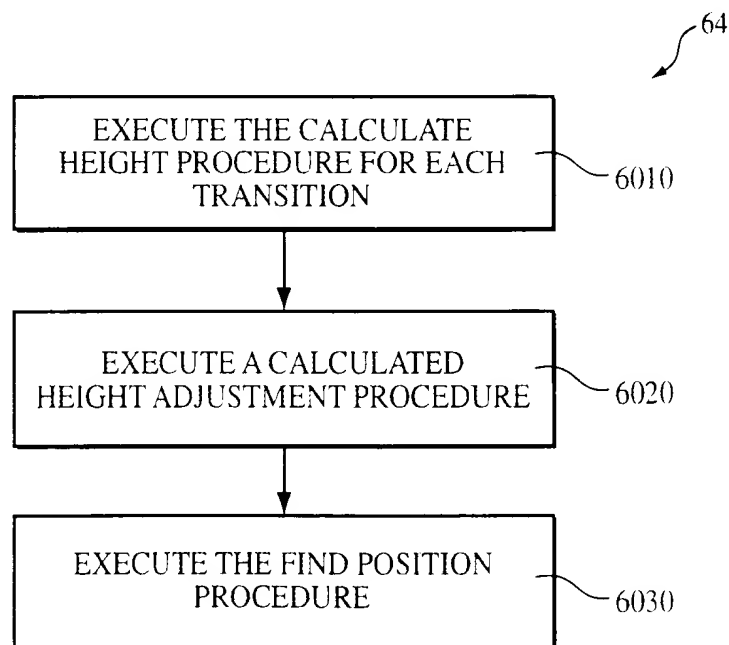 64
EXECUTE THE CALCULATE
HEIGHT PROCEDURE FOR EACH
TRANSITION
6010
EXECUTE A CALCULATED
HEIGHT ADJUSTMENT PROCEDURE
6020
EXECUTE THE FIND POSITION
PROCEDURE
6030